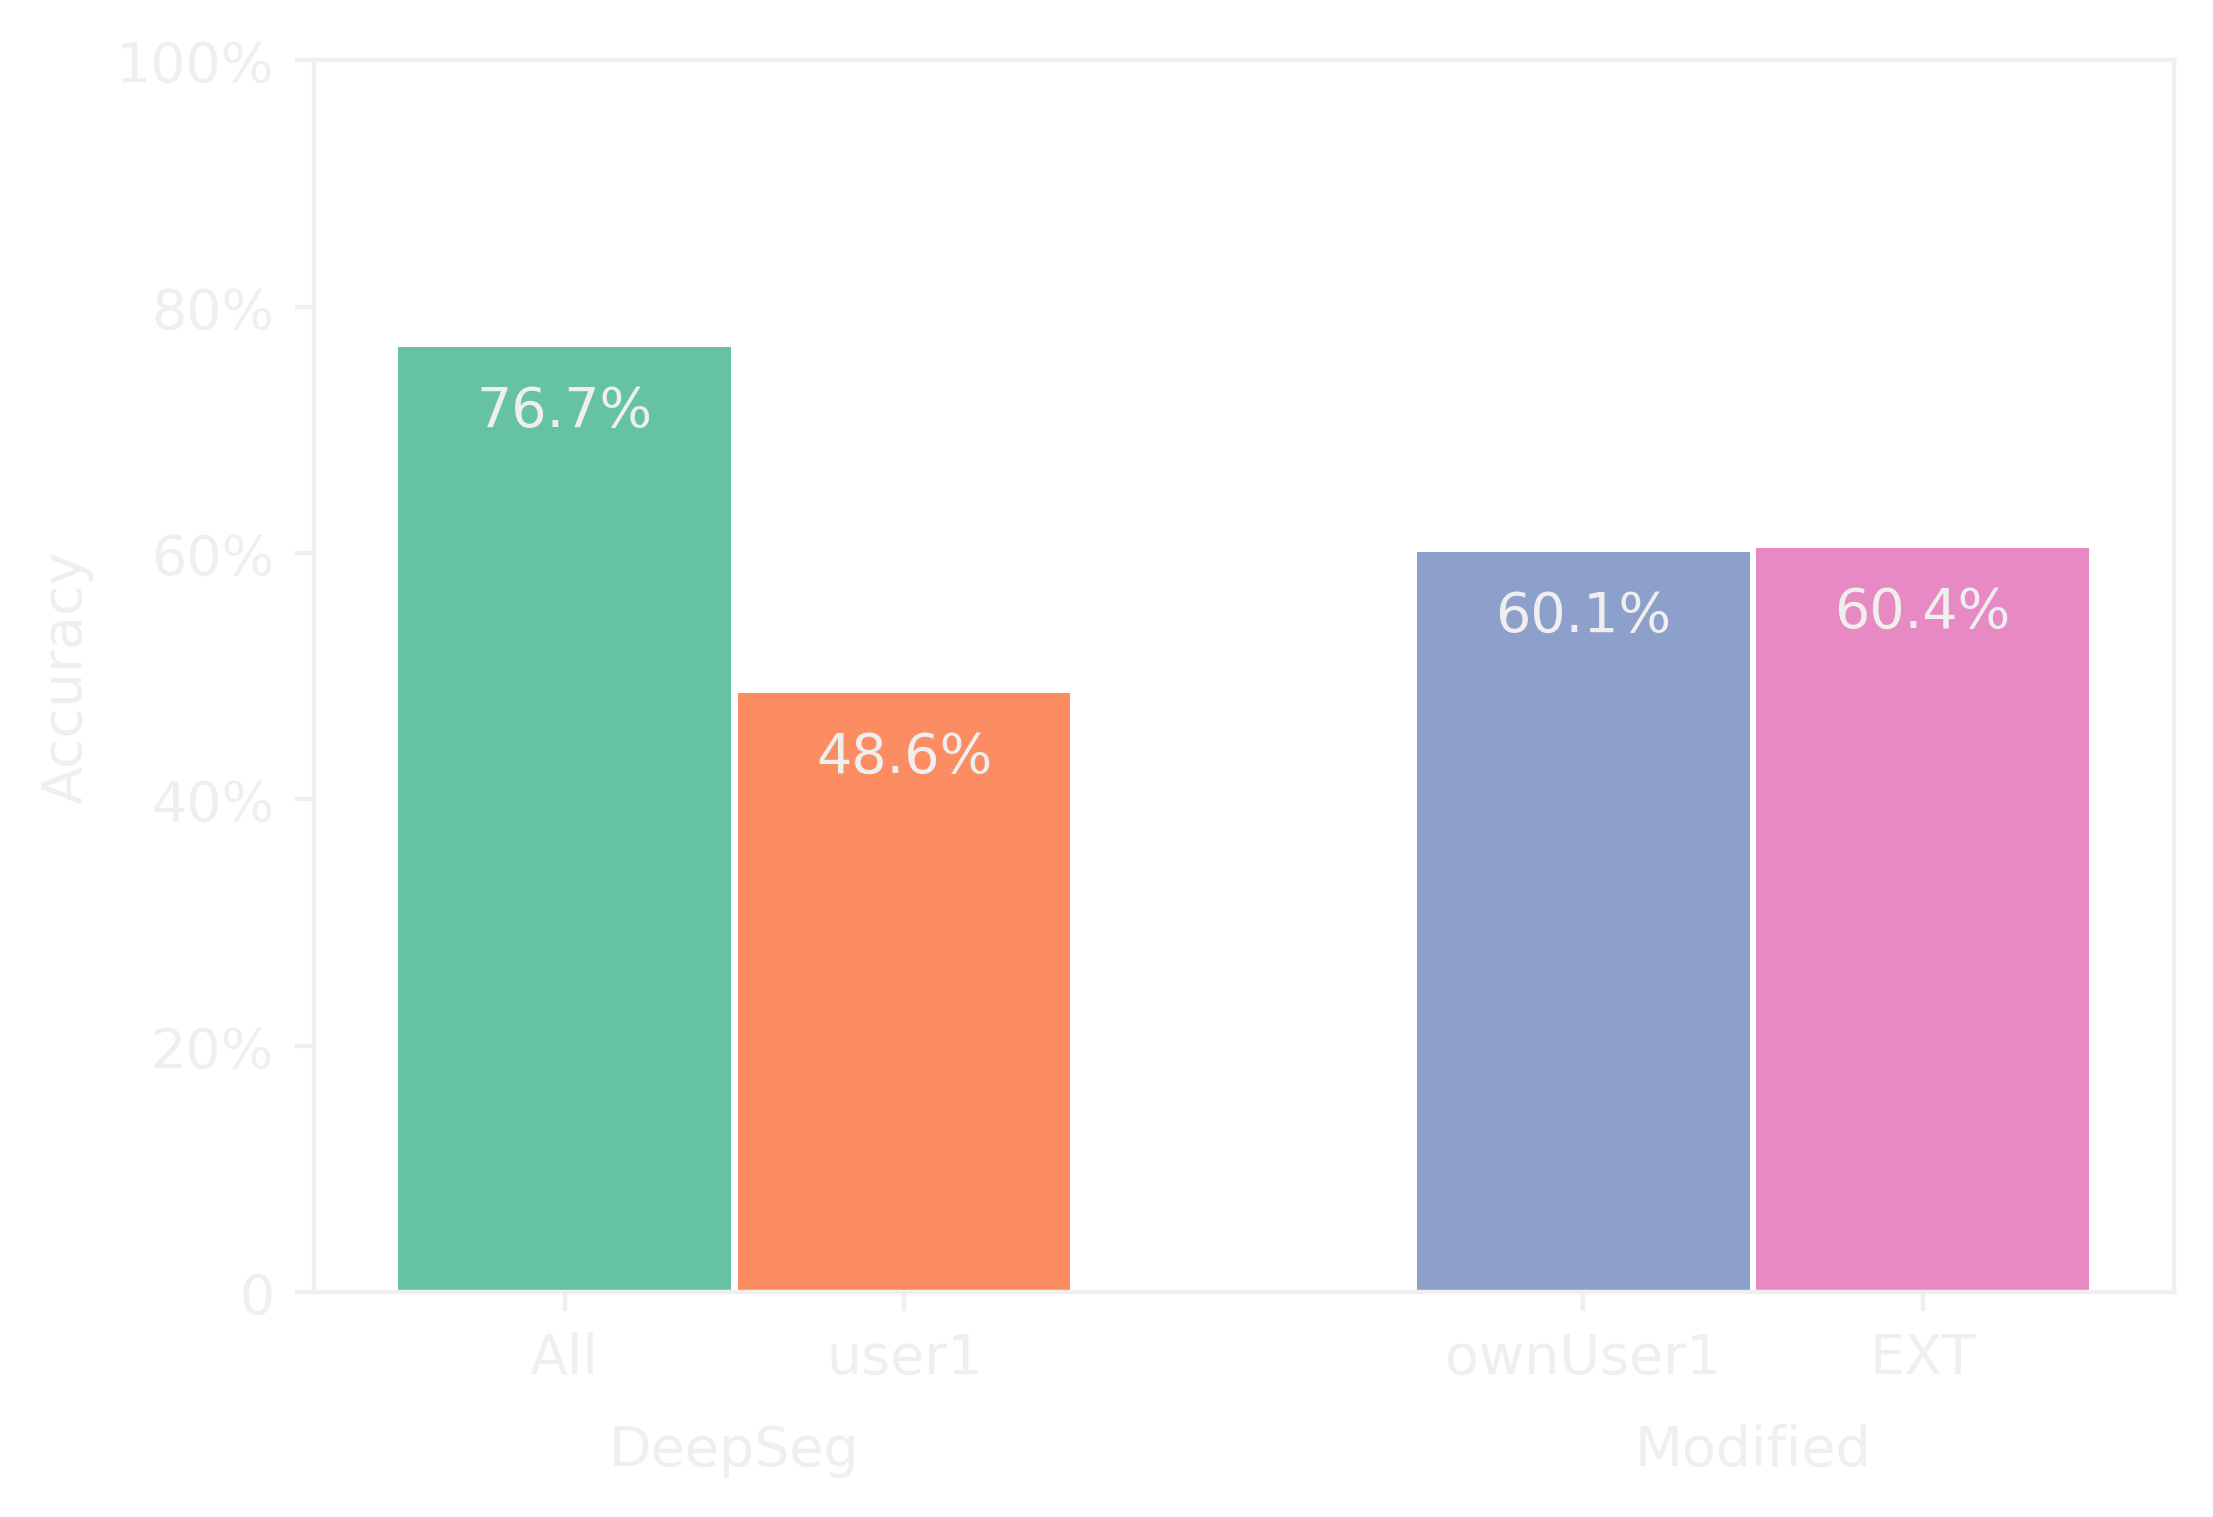 Accuracy
100%
80%
60%
40%
20%
0
76.7%
48.6%
60.1%
60.4%
All
user1
ownUser1
EXT
DeepSeg
Modified